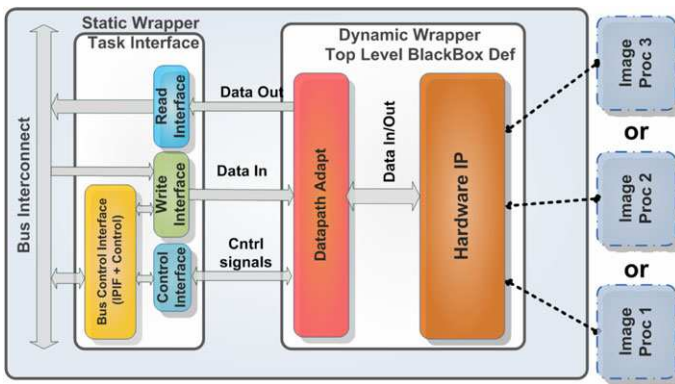 Static Wrapper
Task Interface
Dynamic Wrapper
Top Level BlackBox Def
Bus Interconnect
Read
Interface
Write
Interface
Control
Interface
Bus Control Interface
(IPIF + Control)
Data Out
Data In
Cntrl
signals
Datapath Adapt
Data In/Out
Hardware IP
Image
Proc 3
or
Image
Proc 2
or
Image
Proc 1